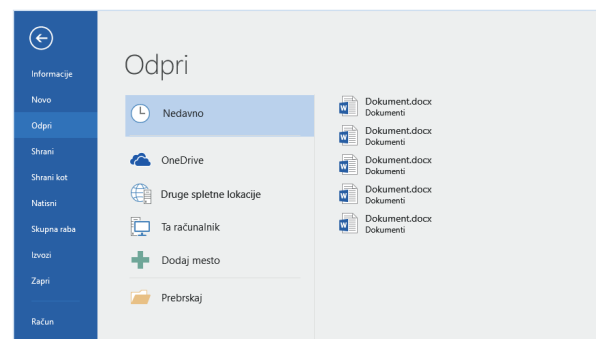 Informacije
Novo
Odpri
Shrani
Shrani kot
Natisni
Skupna raba
Izvozi
Zapri
Račun
Odpri
Nedavno
OneDrive
Druge spletne lokacije
Ta računalnik
Dodaj mesto
Prebrskaj
Dokument.docx
Dokumenti
Dokument.docx
Dokumenti
Dokument.docx
Dokumenti
Dokument.docx
Dokumenti
Dokument.docx
Dokumenti